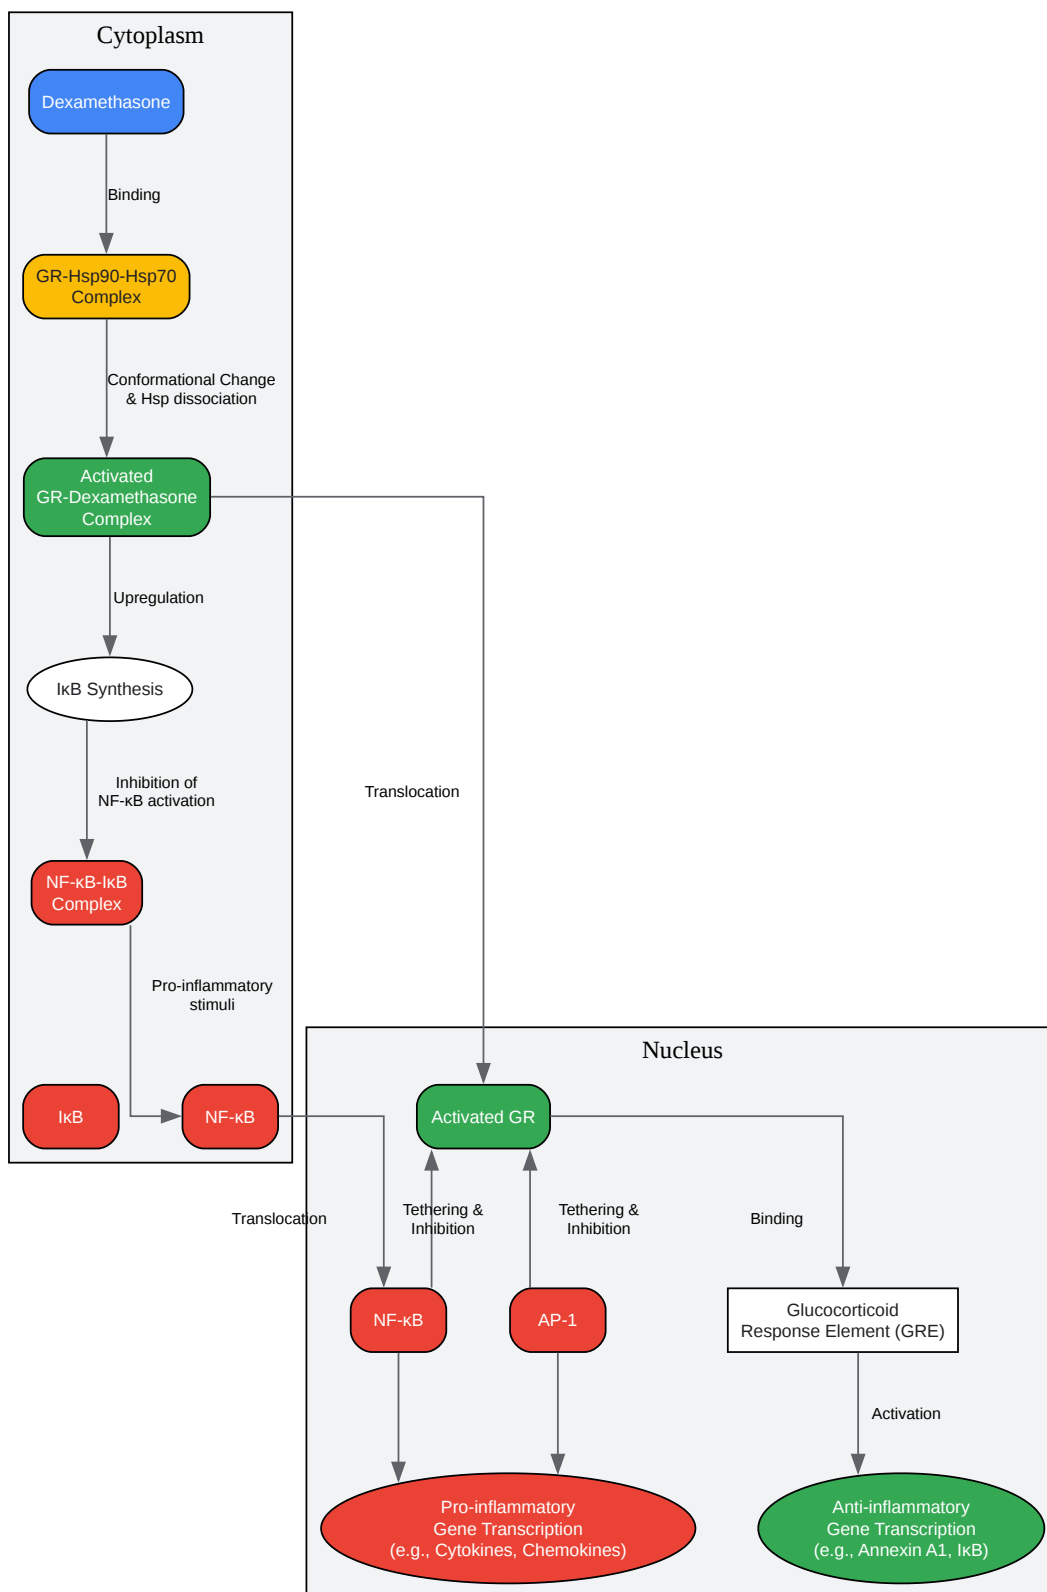 Cytoplasm
Dexamethasone
Binding
GR-Hsp90-Hsp70
Complex
Conformational Change
& Hsp dissociation
Activated
GR-Dexamethasone
Complex
Upregulation
IκB Synthesis
Inhibition of
NF-κB activation
Translocation
NF-κB-IκB
Complex
Pro-inflammatory
stimuli
IκB
NF-κB
Nucleus
Activated GR
Translocation
Tethering &
Inhibition
Tethering &
Inhibition
Binding
NF-κB
AP-1
Glucocorticoid
Response Element (GRE)
Activation
Pro-inflammatory
Gene Transcription
(e.g., Cytokines, Chemokines)
Anti-inflammatory
Gene Transcription
(e.g., Annexin A1, IκB)